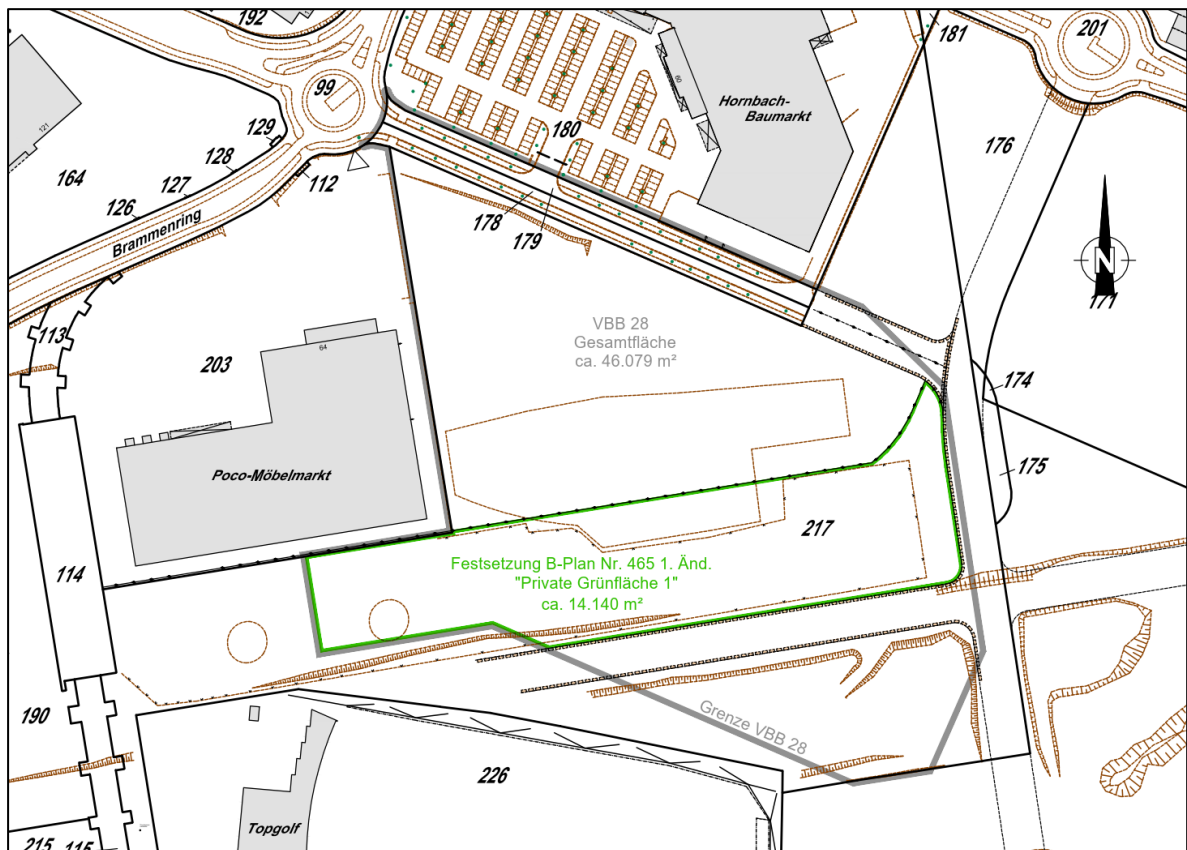 192
181
201
99
60
Hornbach-
Baumarkt
121
129
180
176
164
128
112
127
126
178
179
Brammenring
N
171
113
203
64
VBB 28
Gesamtfläche
ca. 46.079 m²
174
175
Poco-Möbelmarkt
217
114
Festsetzung B-Plan Nr. 465 1. Änd.
"Private Grünfläche 1"
ca. 14.140 m²
190
Grenze VBB 28
226
Topgolf
215
115